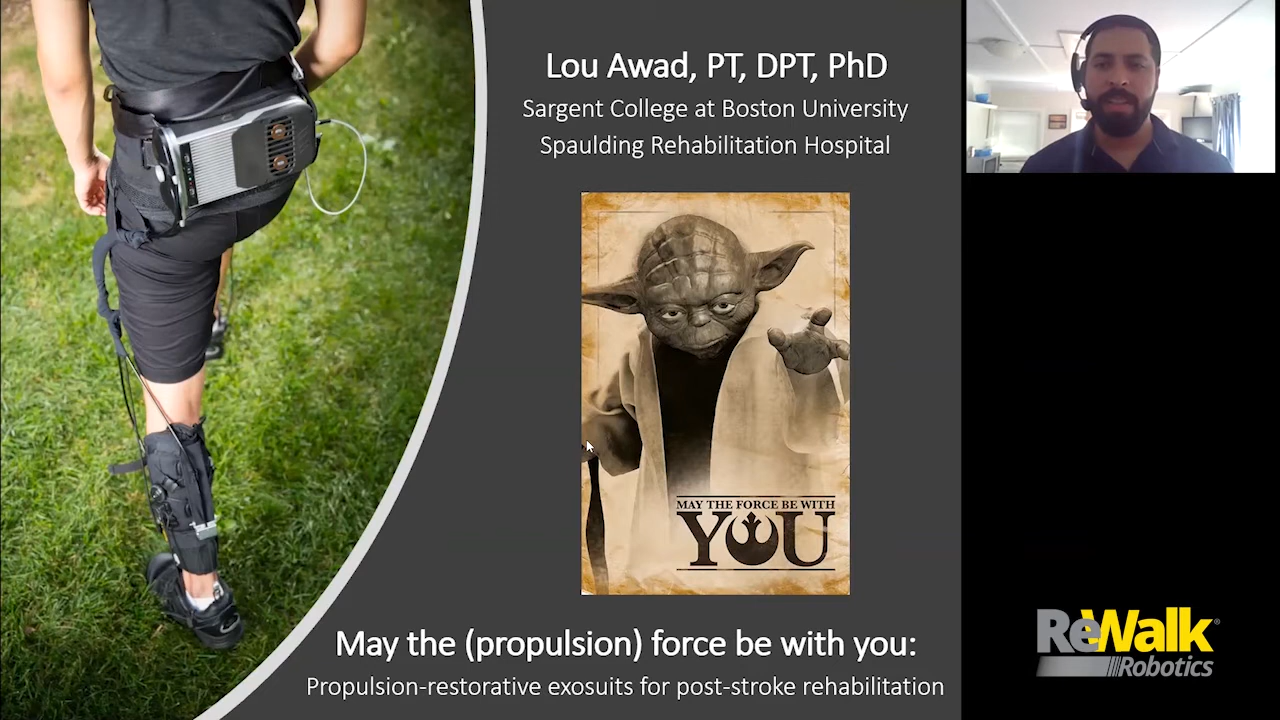 Lou Awad, PT, DPT, PhD
Sargent College at Boston University
Spaulding Rehabilitation Hospital
MAY THE FORCE BE WITH
YOU
May the (propulsion) force be with you:
Propulsion-restorative exosuits for post-stroke rehabilitation
ReWalk®
Robotics